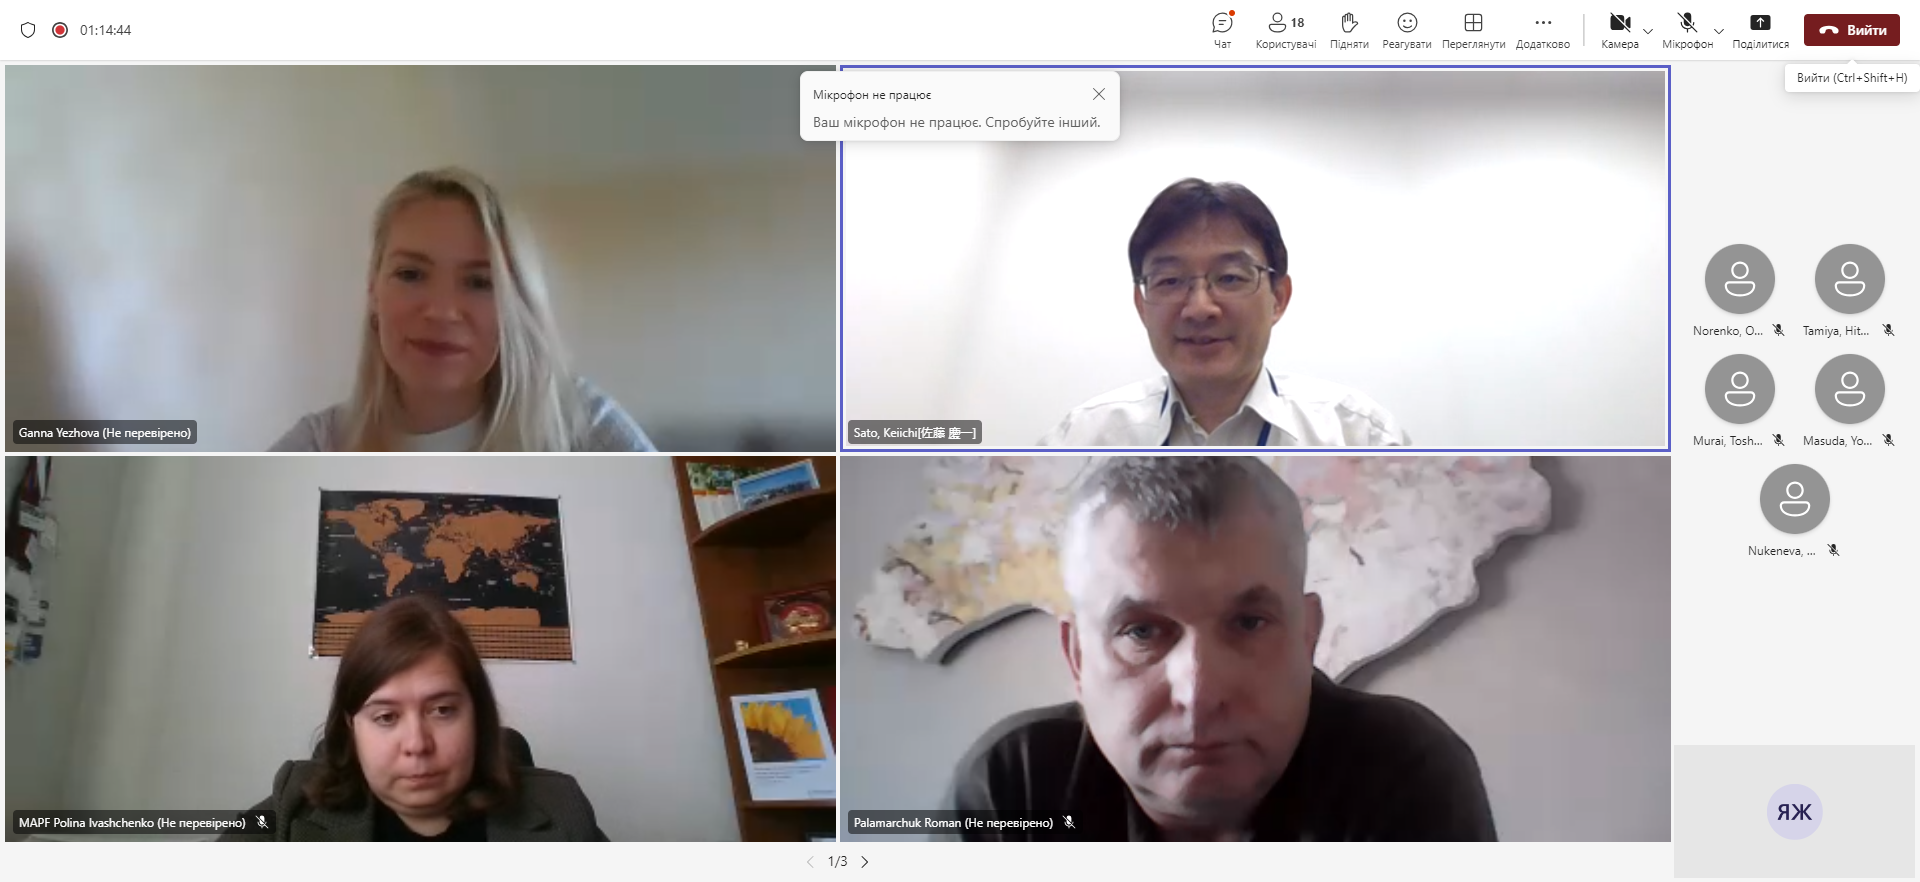 01:14:44
Чат
18
Користувачі
Підняти
Реагувати
Переглянути
Додатково
Камера
Мікрофон
Поділитися
Вийти
Вийти (Ctrl+Shift+H)
Мікрофон не працює
Ваш мікрофон не працює. Спробуйте інший.
Ganna Yezhova (Не перевірено)
Sato, Keiichi[佐藤 慶一]
Norenko, O...
Tamiya, Hit...
Murai, Tosh...
Masuda, Yo...
Nukeneva, ...
MAPF Polina Ivashchenko (Не перевірено)
Palamarchuk Roman (Не перевірено)
ЯЖ
1/3